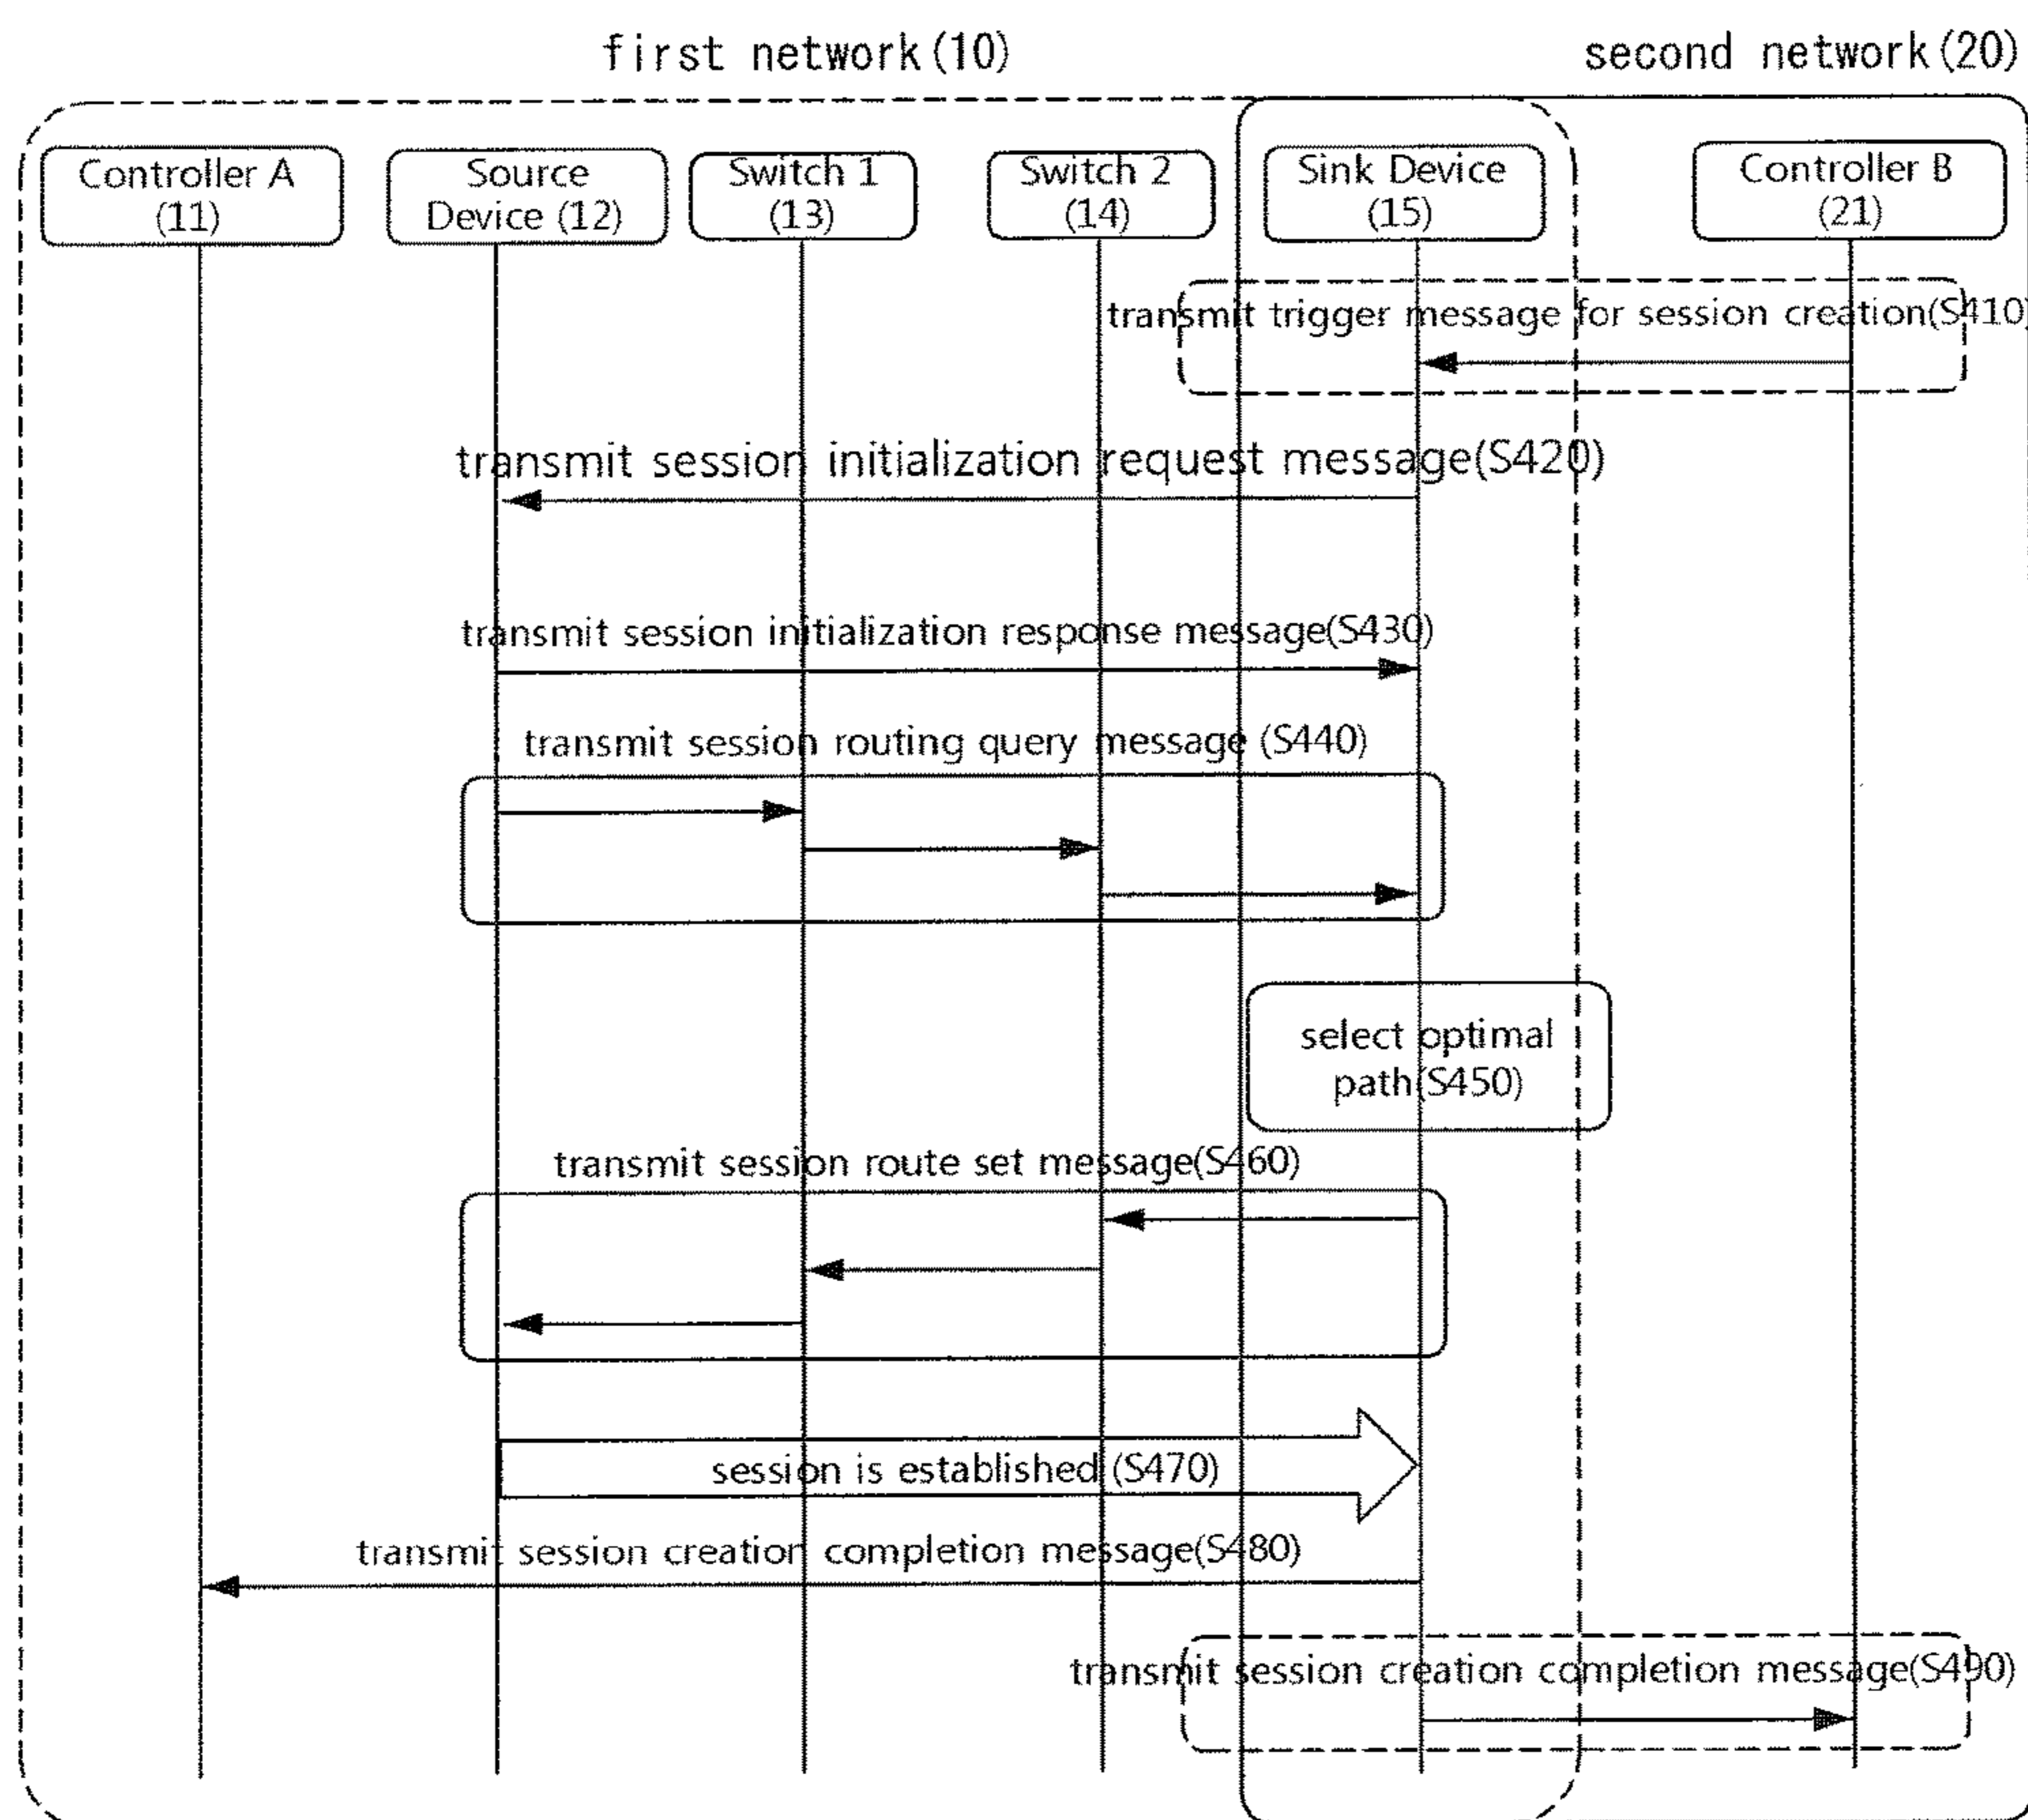 first network(10)
second network(20)
Controller A
(11)
Source
Device (12)
Switch 1
(13)
Switch 2
(14)
Sink Device
(15)
Controller B
(21)
transmit trigger message for session creation(S410)
transmit session initialization request message(S420)
transmit session initialization response message(S430)
transmit session routing query message (S440)
select optimal
path(S450)
transmit session route set message(S460)
session is established (S470)
transmit session creation completion message(S480)
transmit session creation completion message(S490)